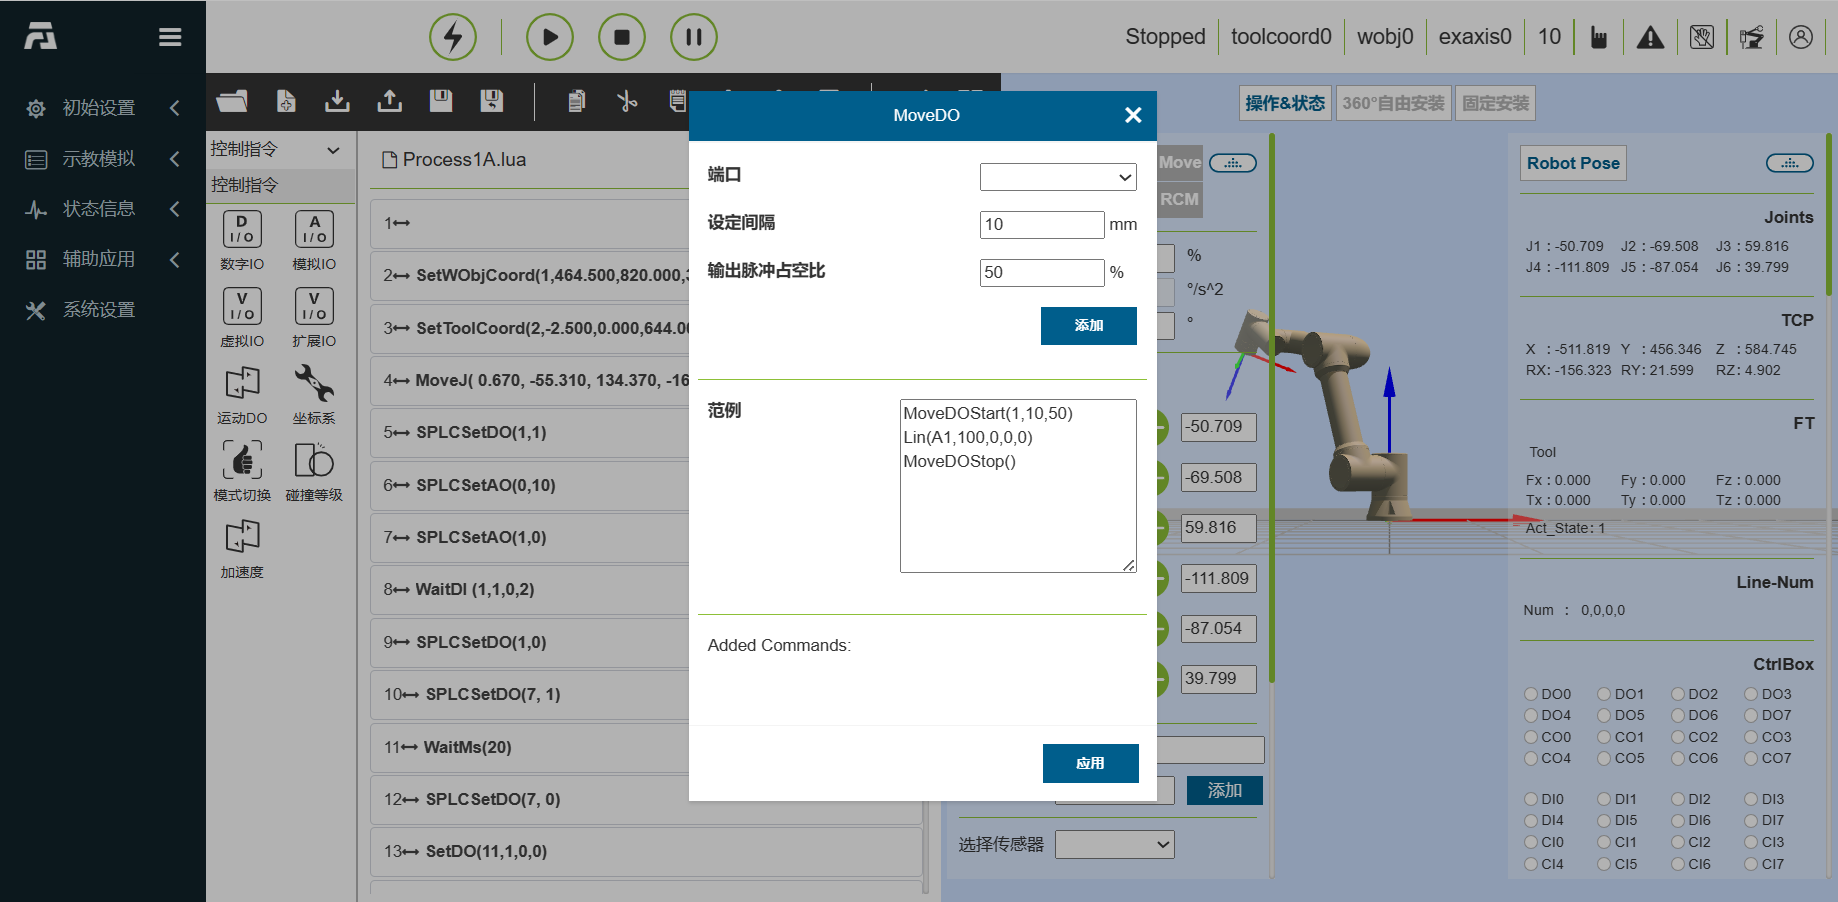 Stopped
toolcoord0
wobj0
exaxis0
10
初始设置
示教模拟
状态信息
辅助应用
系统设置
控制指令
控制指令
D
I/O
数字IO
A
I/O
模拟IO
V
I/O
虚拟IO
V
I/O
扩展IO
运动DO
坐标系
模式切换
碰撞等级
加速度
Process1A.lua
1
2 SetWObjCoord(1,464.500,820.000,
3 SetToolCoord(2,-2.500,0.000,644.0
4 MoveJ( 0.670, -55.310, 134.370, -16
5 SPLCSetDO(1,1)
6 SPLCSetAO(0,10)
7 SPLCSetAO(1,0)
8 WaitDI (1,1,0,2)
9 SPLCSetDO(1,0)
10 SPLCSetDO(7, 1)
11 WaitMs(20)
12 SPLCSetDO(7, 0)
13 SetDO(11,1,0,0)
MoveDO
端口
设定间隔 10 mm
输出脉冲占空比 50 %
添加
范例
MoveDOStart(1,10,50)
Lin(A1,100,0,0,0)
MoveDOStop()
Added Commands:
应用
操作&状态
360°自由安装
固定安装
Move
RCM
%
°/s^2
°
-50.709
-69.508
59.816
-111.809
-87.054
39.799
添加
选择传感器
Robot Pose
Joints
J1 : -50.709 J2 : -69.508 J3 : 59.816
J4 : -111.809 J5 : -87.054 J6 : 39.799
TCP
X : -511.819 Y : 456.346 Z : 584.745
RX: -156.323 RY: 21.599 RZ: 4.902
FT
Tool
Fx : 0.000 Fy : 0.000 Fz : 0.000
Tx : 0.000 Ty : 0.000 Tz : 0.000
Act_State: 1
Line-Num
Num : 0,0,0,0
CtrlBox
DO0 DO1 DO2 DO3
DO4 DO5 DO6 DO7
CO0 CO1 CO2 CO3
CO4 CO5 CO6 CO7
DI0 DI1 DI2 DI3
DI4 DI5 DI6 DI7
CI0 CI1 CI2 CI3
CI4 CI5 CI6 CI7